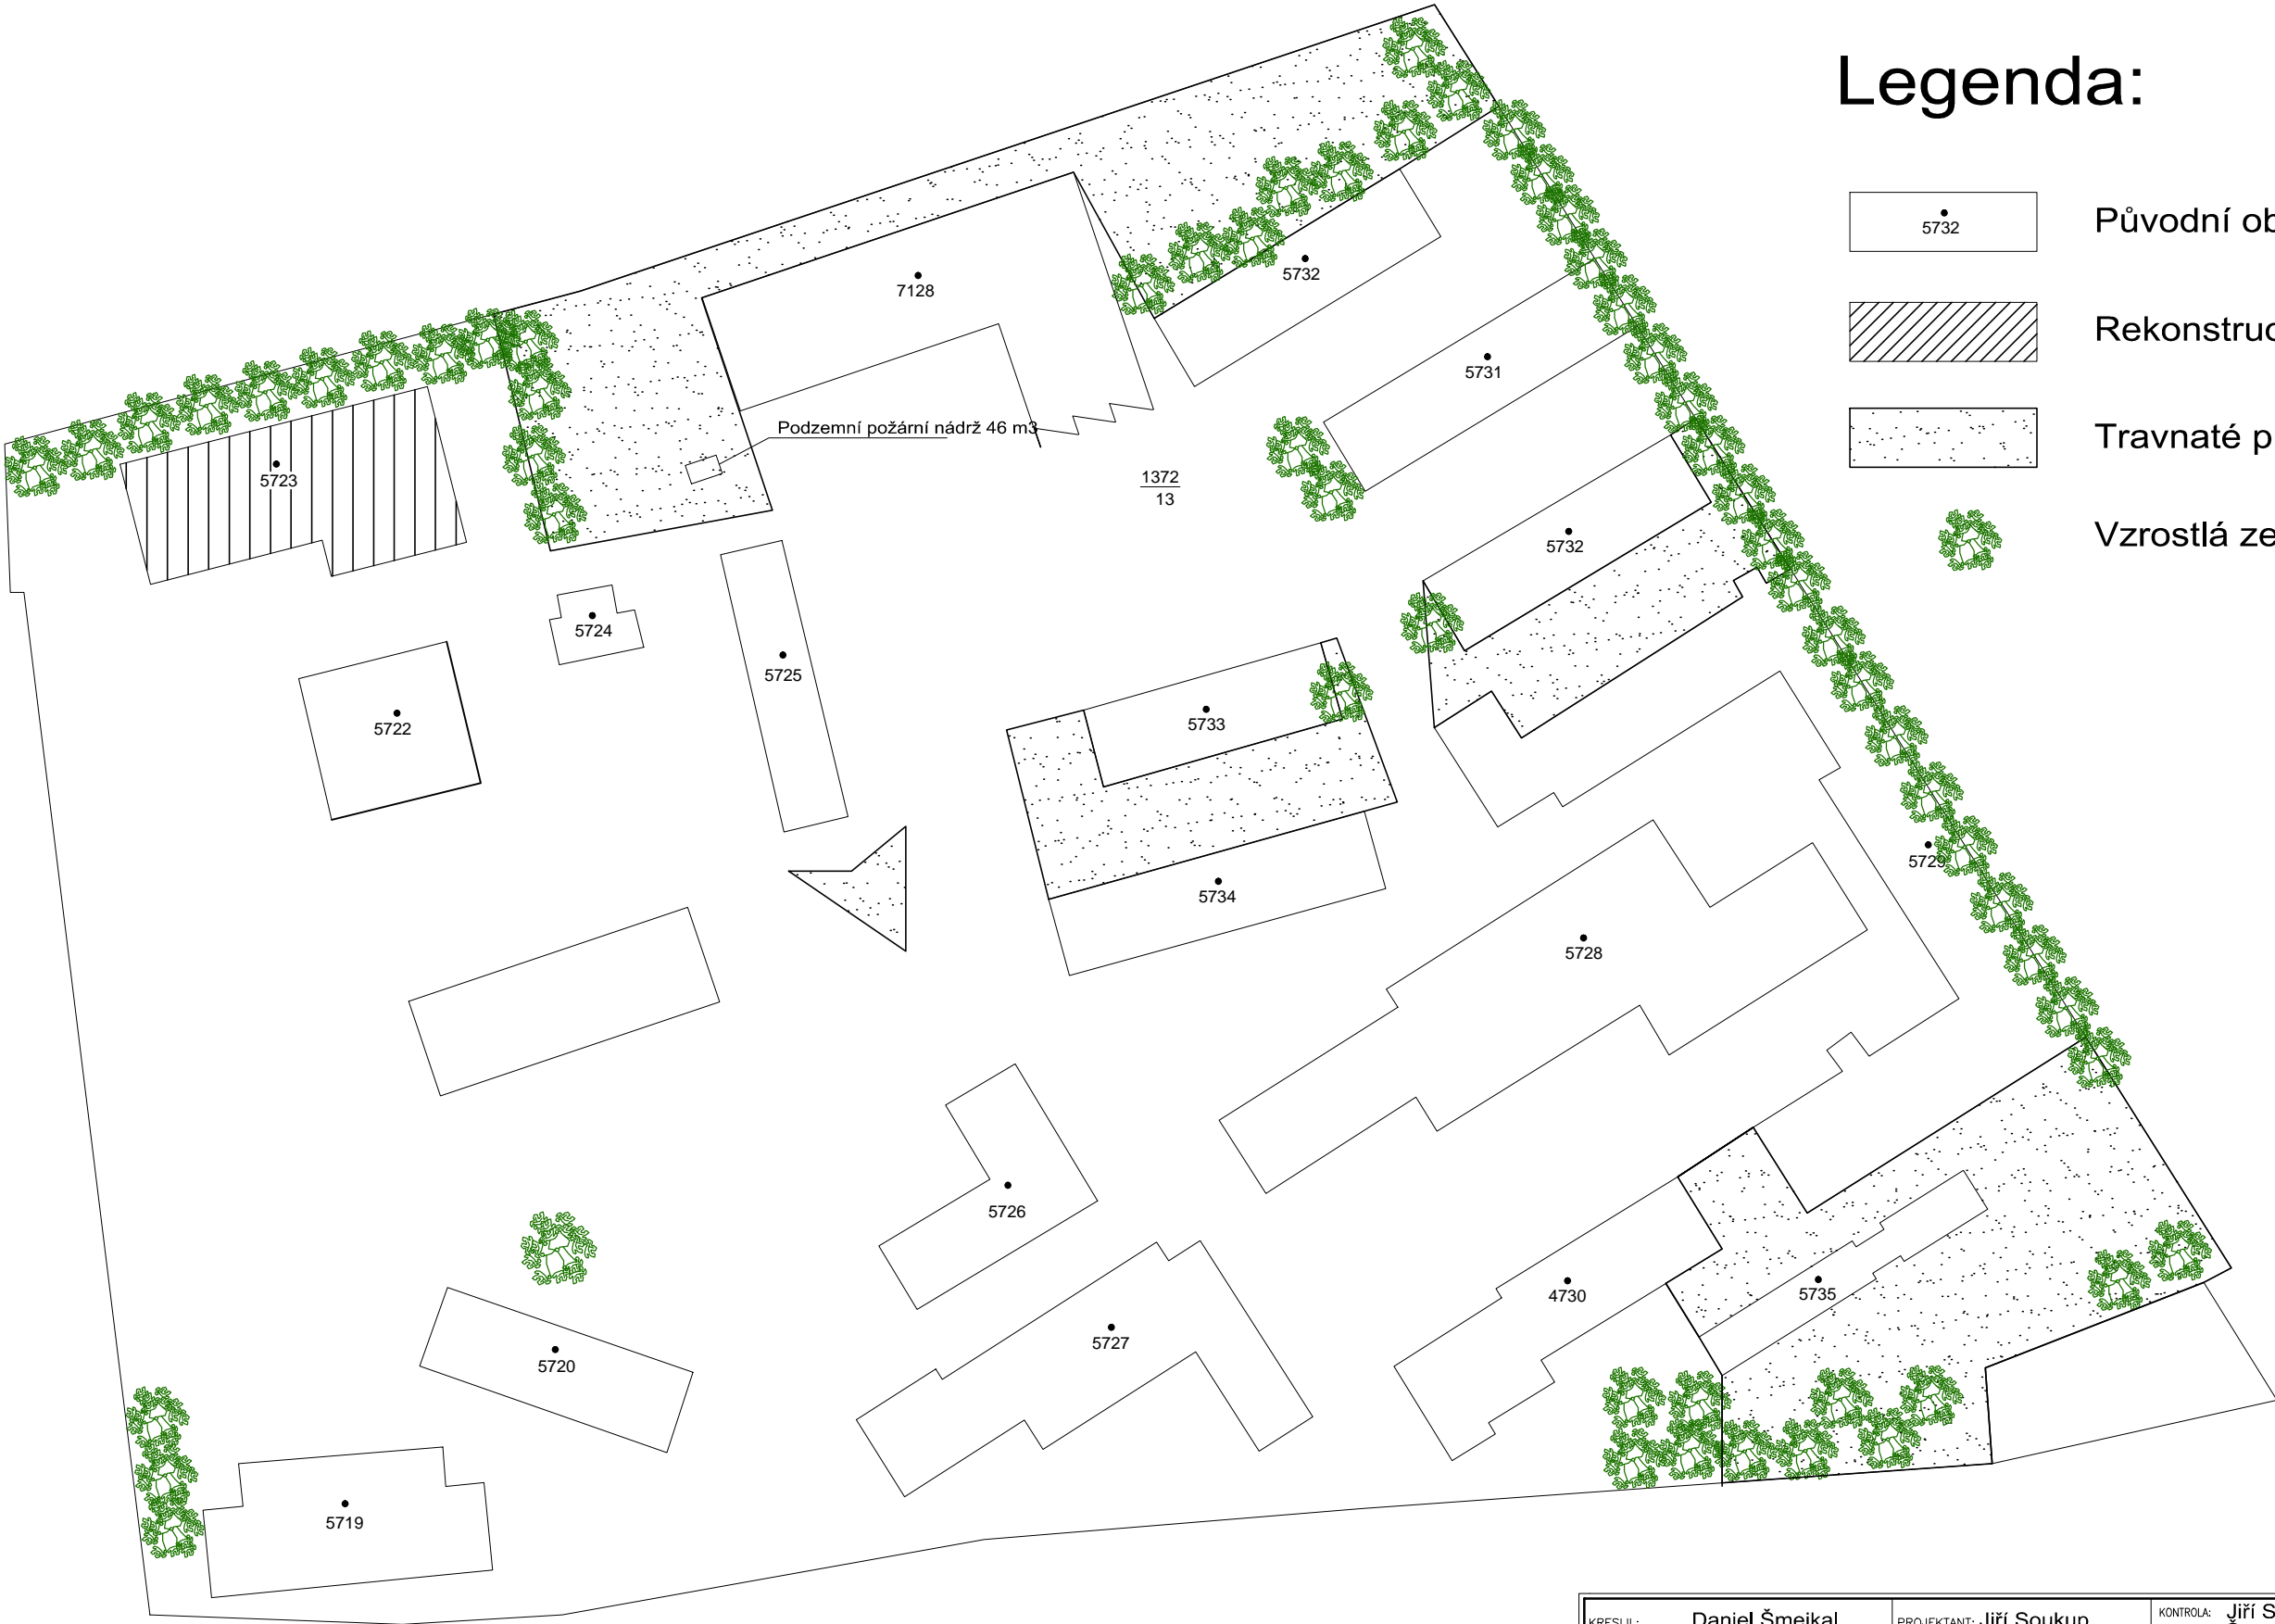 Legenda:
5732
Původní ob
Rekonstruc
Travnaté p
Vzrostlá ze
7128
5732
5731
Podzemní požární nádrž 46 m3
5723
1372
13
5732
5724
5725
5722
5733
5729
5734
5728
5726
4730
5735
5727
5720
5719
KRESLIL: Daniel Šmejkal
PROJEKTANT: Jiří Soukup
KONTROLA: Jiří S